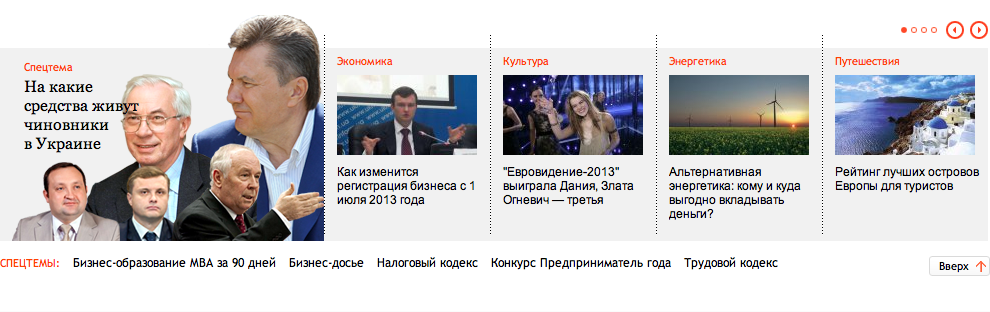 Спецтема
На какие
средства живут
чиновники
в Украине
Экономика
Как изменится
регистрация бизнеса с 1
июля 2013 года
Культура
"Евровидение-2013"
выиграла Дания, Злата
Огневич — третья
Энергетика
Альтернативная
энергетика: кому и куда
выгодно вкладывать
деньги?
Путешествия
Рейтинг лучших островов
Европы для туристов
СПЕЦТЕМЫ: Бизнес-образование МВА за 90 дней Бизнес-досье Налоговый кодекс Конкурс Предприниматель года Трудовой кодекс
Вверх